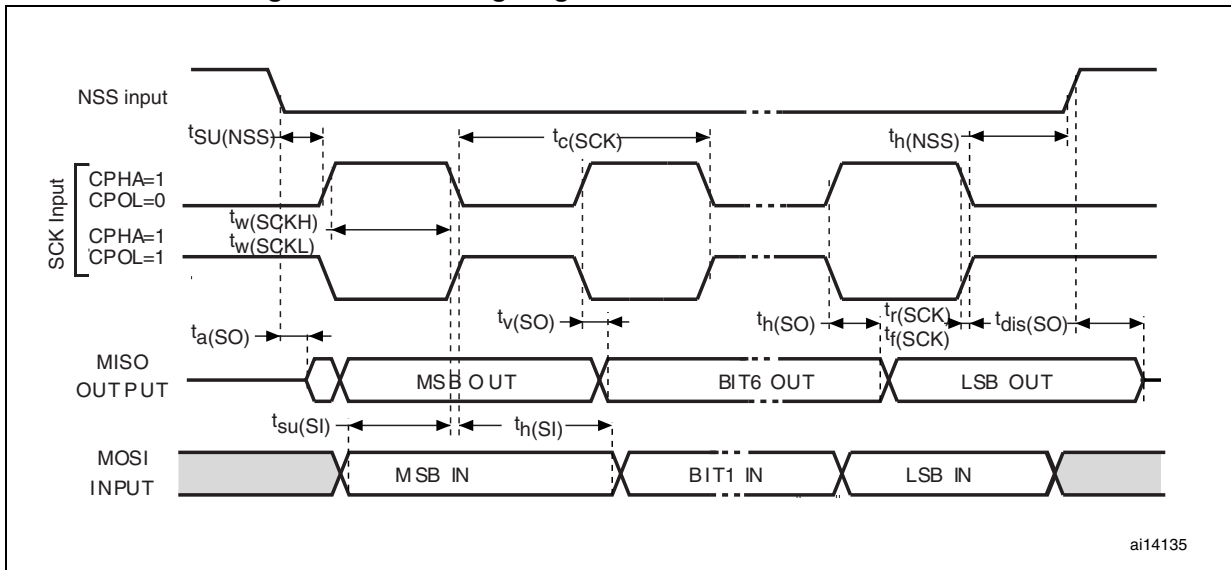 NSS input
tSU(NSS)
tc(SCK)
th(NSS)
SCK Input
CPHA=1
CPOL=0
tw(SCKH)
tw(SCKL)
CPHA=1
CPOL=1
ta(SO)
tv(SO)
th(SO)
tr(SCK)
tf(SCK)
tdis(SO)
MISO
OUTPUT
MSB OUT
BIT6 OUT
LSB OUT
tsu(SI)
th(SI)
MOSI
INPUT
MSB IN
BIT1 IN
LSB IN
ai14135